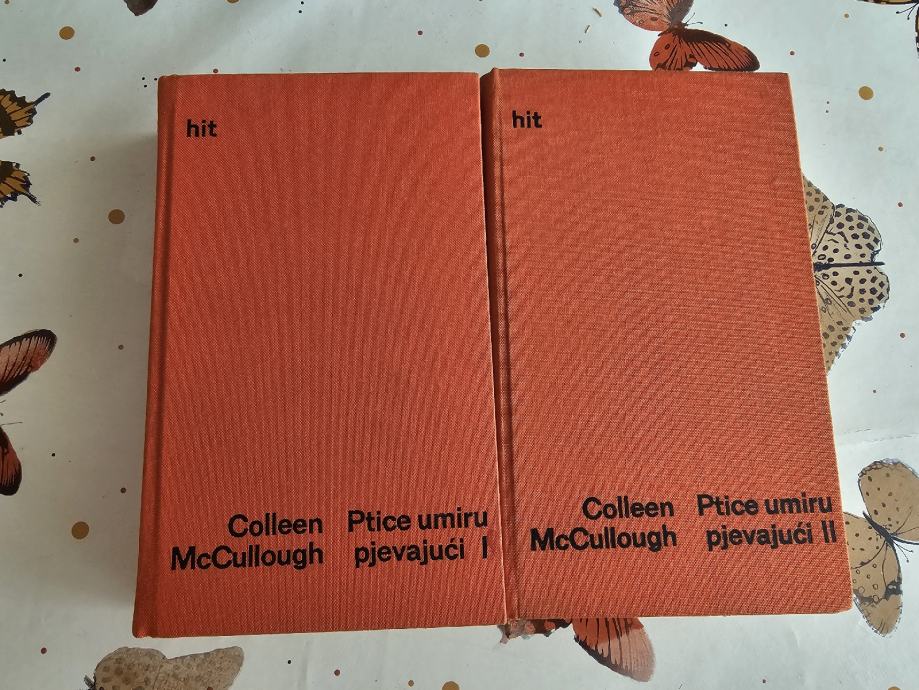 hit
Colleen
McCullough
Ptice umiru
pjevajući I
hit
Colleen
McCullough
Ptice umiru
pjevajući II